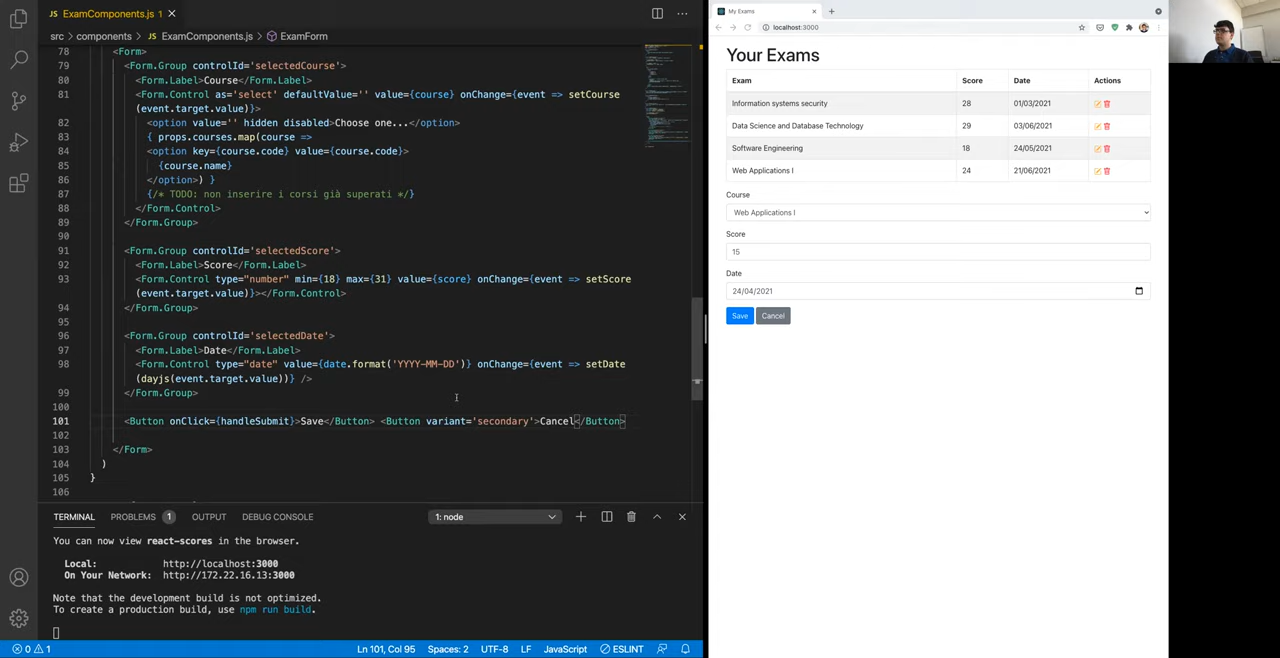 JS ExamComponents.js 1
src > components > JS ExamComponents.js > ExamForm
78 <Form>
79 <Form.Group controlId='selectedCourse'>
80 <Form.Label>Course</Form.Label>
81 <Form.Control as='select' defaultValue='' value={course} onChange={event => setCourse
(event.target.value)}>
82 <option value='' hidden disabled>Choose one...</option>
83 { props.courses.map(course =>
84 <option key={course.code} value={course.code}>
85 {course.name}
86 </option>) }
87 {/* TODO: non inserire i corsi già superati */}
88 </Form.Control>
89 </Form.Group>
90
91 <Form.Group controlId='selectedScore'>
92 <Form.Label>Score</Form.Label>
93 <Form.Control type="number" min={18} max={31} value={score} onChange={event => setScore
(event.target.value)}></Form.Control>
94 </Form.Group>
95
96 <Form.Group controlId='selectedDate'>
97 <Form.Label>Date</Form.Label>
98 <Form.Control type="date" value={date.format('YYYY-MM-DD')} onChange={event => setDate
(dayjs(event.target.value))} />
99 </Form.Group>
100
101 <Button onClick={handleSubmit}>Save</Button> <Button variant='secondary'>Cancel</Button>
102
103 </Form>
104 )
105 }
106
TERMINAL PROBLEMS 1 OUTPUT DEBUG CONSOLE 1: node
You can now view react-scores in the browser.
Local: http://localhost:3000
On Your Network: http://172.22.16.13:3000
Note that the development build is not optimized.
To create a production build, use npm run build.
0 1 Ln 101, Col 95 Spaces: 2 UTF-8 LF JavaScript ESLINT
My Exams
localhost:3000
Your Exams
Exam Score Date Actions
Information systems security 28 01/03/2021
Data Science and Database Technology 29 03/06/2021
Software Engineering 18 24/05/2021
Web Applications I 24 21/06/2021
Course
Web Applications I
Score
15
Date
24/04/2021
Save Cancel